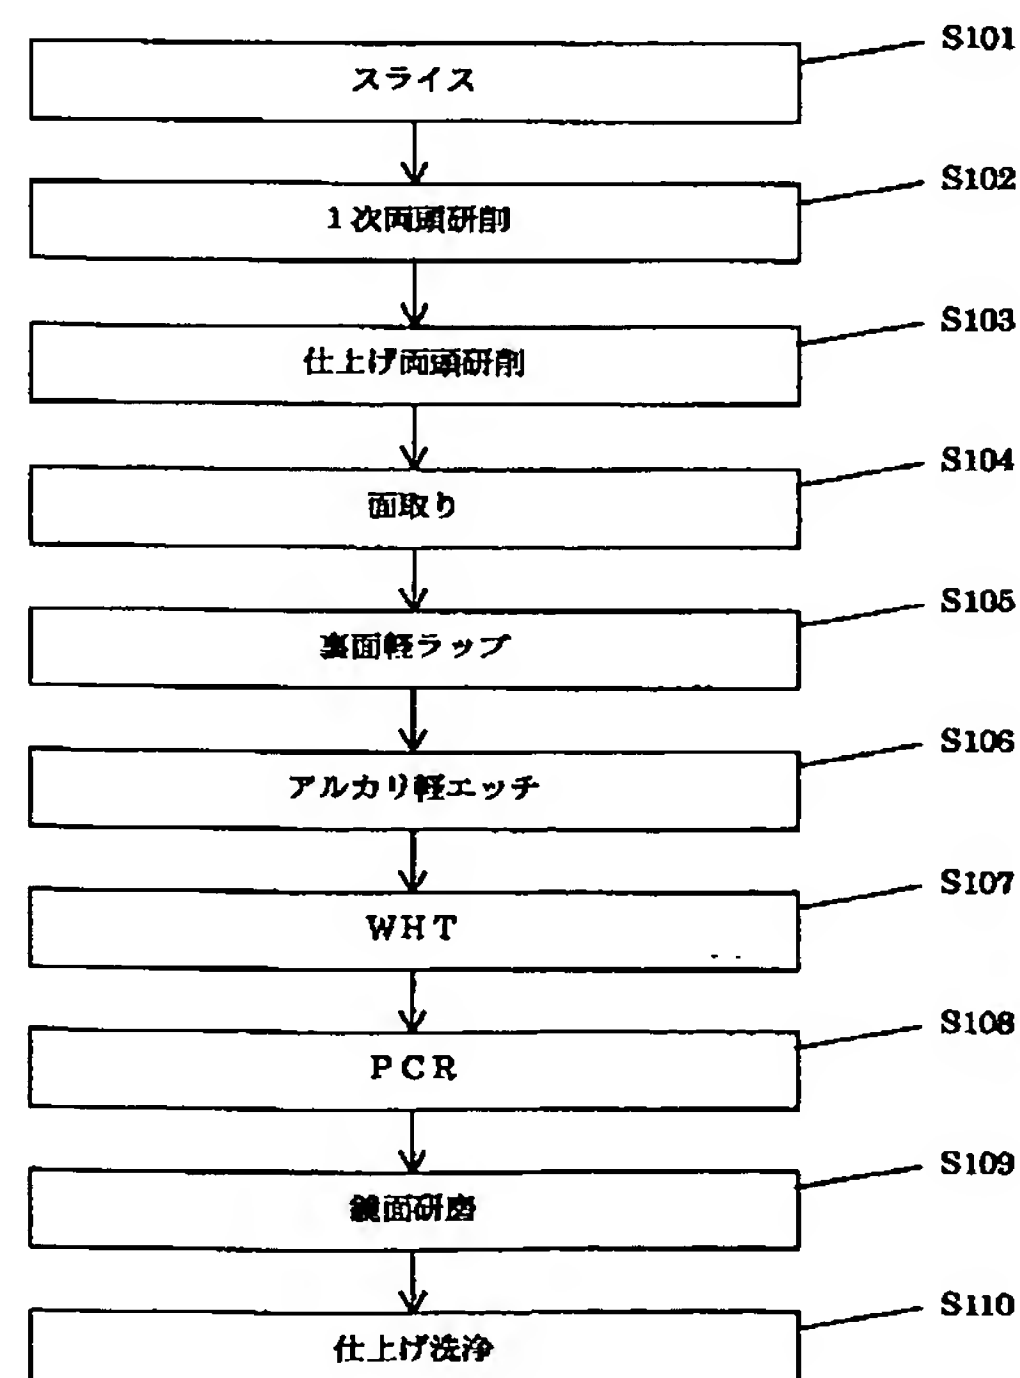 S101
スライス
S102
1次両頭研削
S103
仕上げ両頭研削
S104
面取り
S105
裏面軽ラップ
S106
アルカリ軽エッチ
S107
WHT
S108
PCR
S109
鏡面研磨
S110
仕上げ洗浄